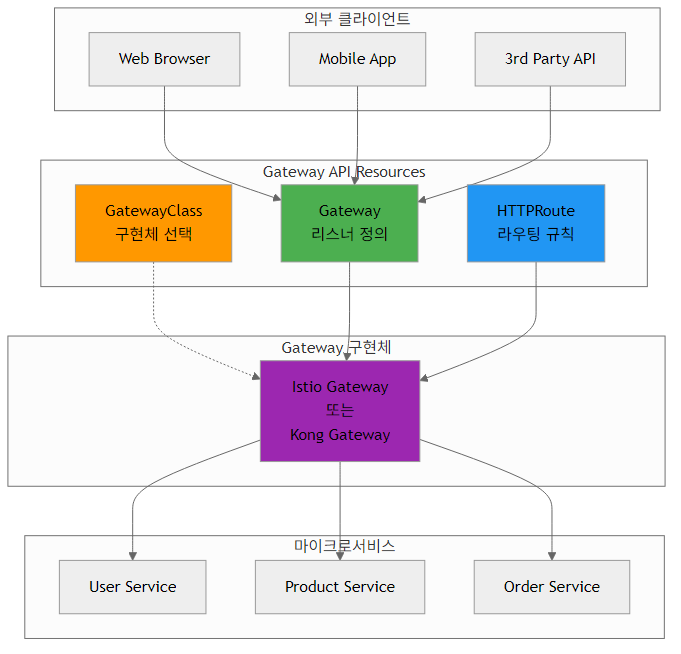 외부 클라이언트
Web Browser
Mobile App
3rd Party API
Gateway API Resources
GatewayClass
구현체 선택
Gateway
리스너 정의
HTTPRoute
라우팅 규칙
Gateway 구현체
Istio Gateway
또는
Kong Gateway
마이크로서비스
User Service
Product Service
Order Service